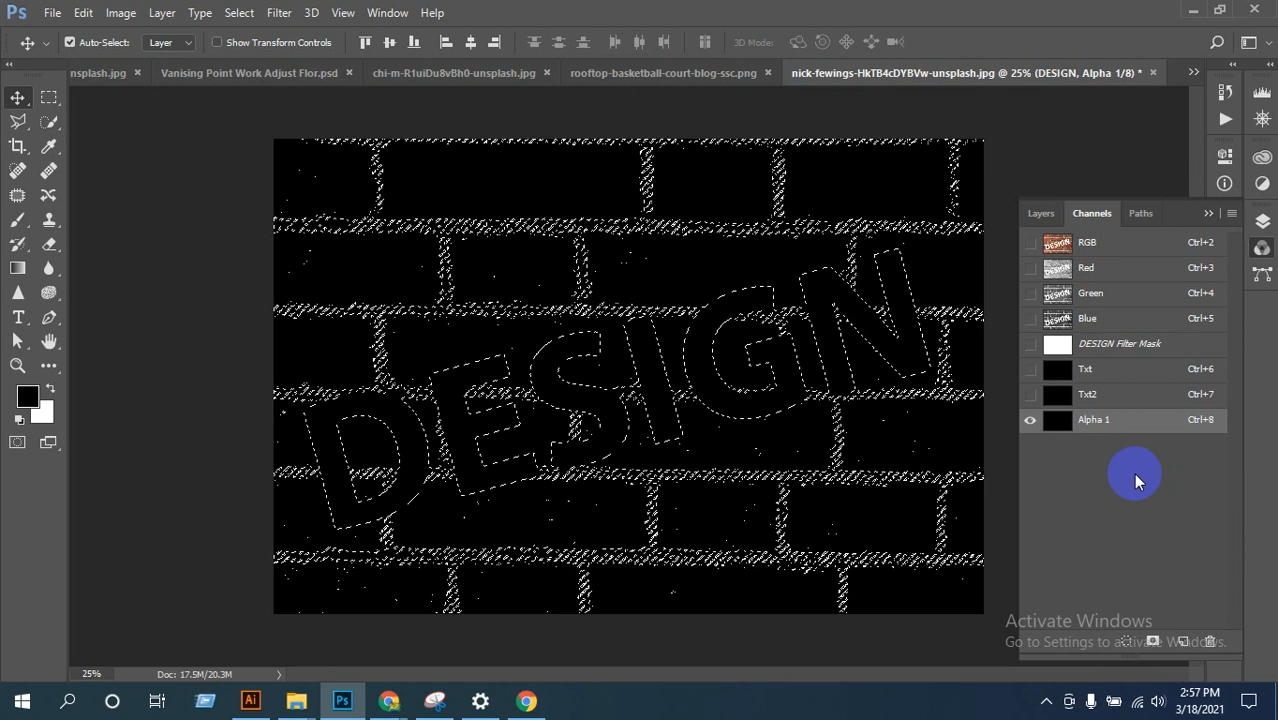 Ps File Edit Image Layer Type Select Filter 3D View Window Help
Auto-Select: Layer Show Transform Controls 3D Mode:
nsplash.jpg × Vanising Point Work Adjust Flor.psd × chi-m-R1uiDu8vBh0-unsplash.jpg × rooftop-basketball-court-blog-ssc.png × nick-fewings-HkTB4cDYBVw-unsplash.jpg @ 25% (DESIGN, Alpha 1/8) * ×
Layers Channels Paths
RGB Ctrl+2
Red Ctrl+3
Green Ctrl+4
Blue Ctrl+5
DESIGN Filter Mask
Txt Ctrl+6
Txt2 Ctrl+7
Alpha 1 Ctrl+8
DESIGN
Activate Windows
Go to Settings to activate Windows.
25% Doc: 17.5M/20.3M
Ai Ps
2:57 PM
3/18/2021